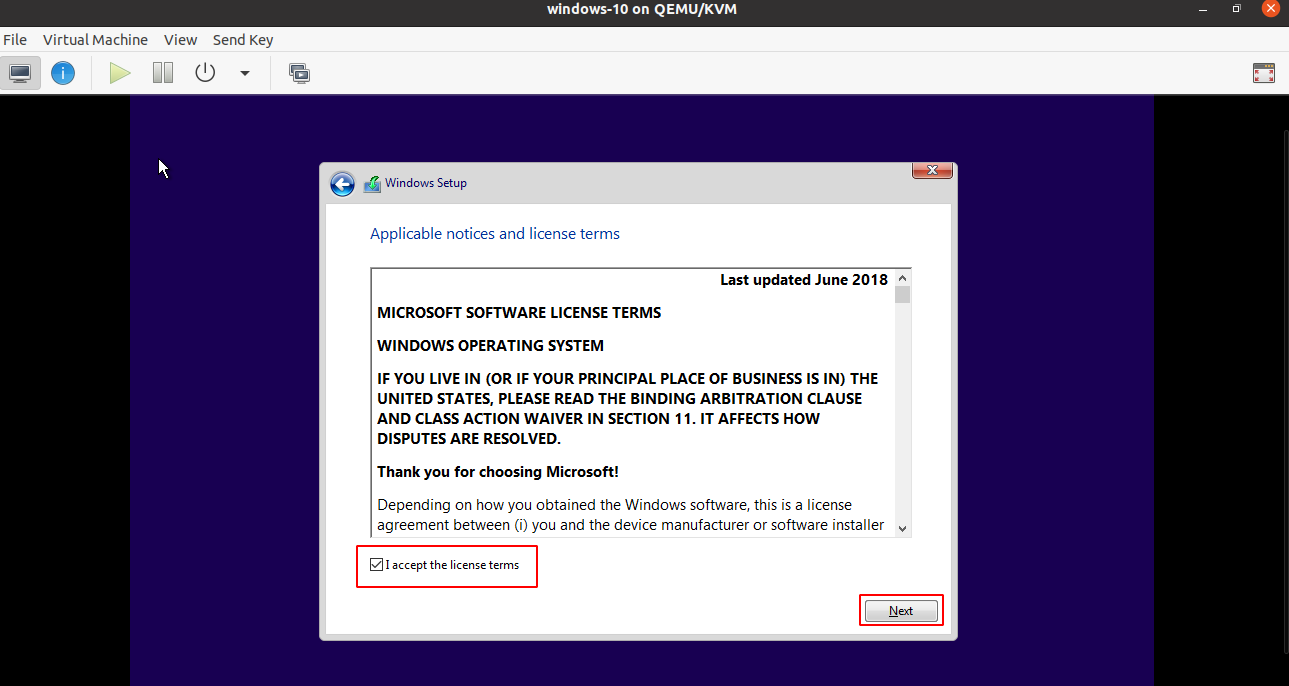 windows-10 on QEMU/KVM
File Virtual Machine View Send Key
Windows Setup
Applicable notices and license terms
Last updated June 2018
MICROSOFT SOFTWARE LICENSE TERMS
WINDOWS OPERATING SYSTEM
IF YOU LIVE IN (OR IF YOUR PRINCIPAL PLACE OF BUSINESS IS IN) THE
UNITED STATES, PLEASE READ THE BINDING ARBITRATION CLAUSE
AND CLASS ACTION WAIVER IN SECTION 11. IT AFFECTS HOW
DISPUTES ARE RESOLVED.
Thank you for choosing Microsoft!
Depending on how you obtained the Windows software, this is a license
agreement between (i) you and the device manufacturer or software installer
I accept the license terms
Next